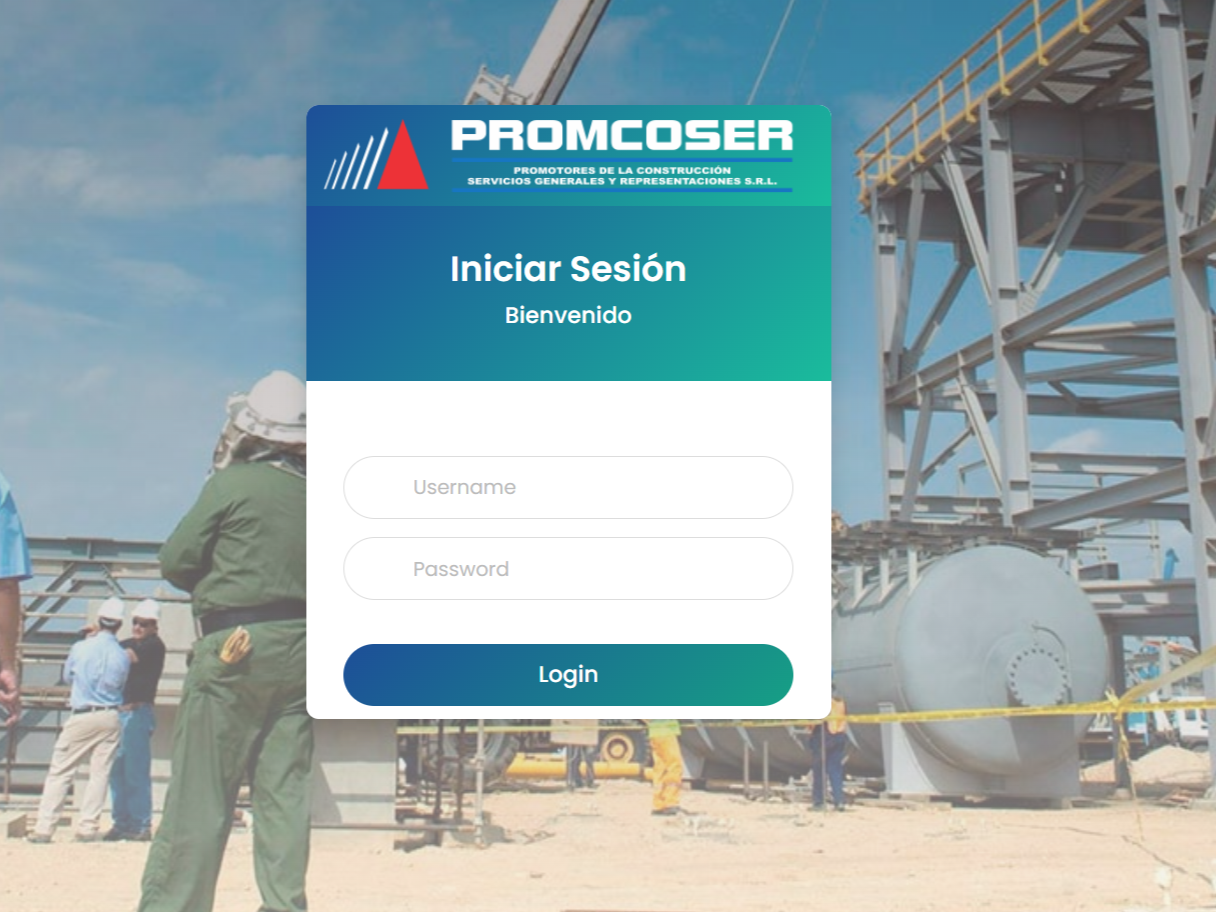 PROMCOSER
PROMOTORES DE LA CONSTRUCCIÓN
SERVICIOS GENERALES Y REPRESENTACIONES S.R.L.
Iniciar Sesión
Bienvenido
Username
Password
Login